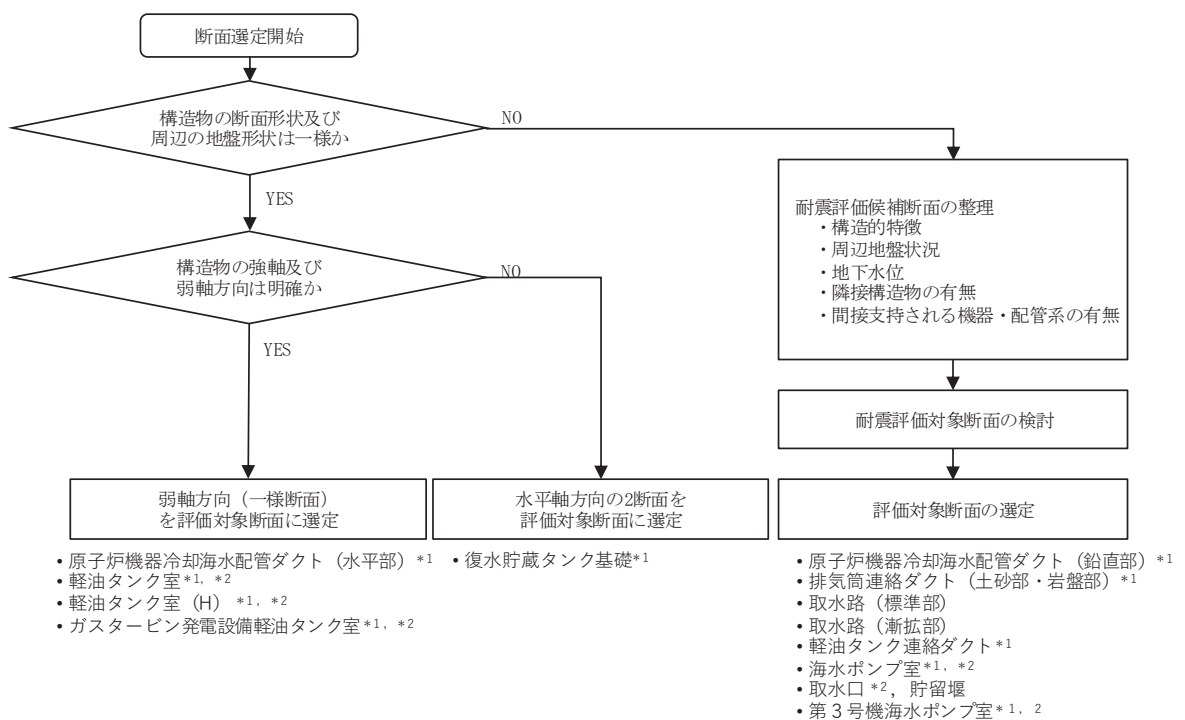 断面選定開始
構造物の断面形状及び
周辺の地盤形状は一様か
NO
YES
構造物の強軸及び
弱軸方向は明確か
NO
YES
耐震評価候補断面の整理
・構造的特徴
・周辺地盤状況
・地下水位
・隣接構造物の有無
・間接支持される機器・配管系の有無
耐震評価対象断面の検討
弱軸方向（一様断面）
を評価対象断面に選定
水平軸方向の2断面を
評価対象断面に選定
評価対象断面の選定
・原子炉機器冷却海水配管ダクト（水平部）*1
・軽油タンク室*1, *2
・軽油タンク室（H）*1, *2
・ガスタービン発電設備軽油タンク室*1, *2
・復水貯蔵タンク基礎*1
・原子炉機器冷却海水配管ダクト（鉛直部）*1
・排気筒連絡ダクト（土砂部・岩盤部）*1
・取水路（標準部）
・取水路（漸拡部）
・軽油タンク連絡ダクト*1
・海水ポンプ室*1, *2
・取水口*2，貯留堰
・第３号機海水ポンプ室*1, 2